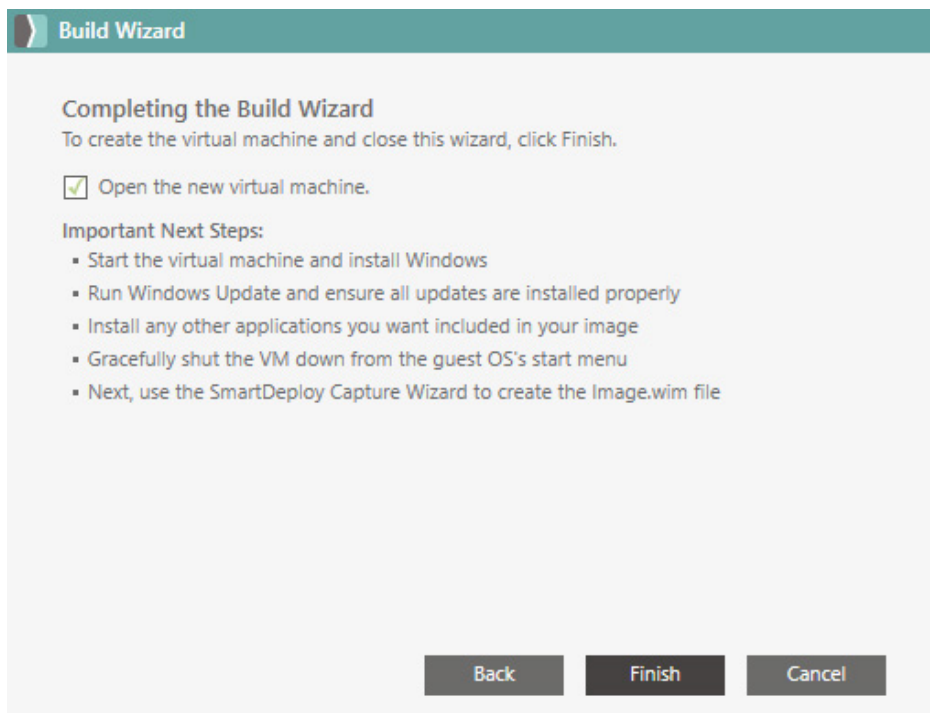 Build Wizard
Completing the Build Wizard
To create the virtual machine and close this wizard, click Finish.
Open the new virtual machine.
Important Next Steps:
▪ Start the virtual machine and install Windows
▪ Run Windows Update and ensure all updates are installed properly
▪ Install any other applications you want included in your image
▪ Gracefully shut the VM down from the guest OS's start menu
▪ Next, use the SmartDeploy Capture Wizard to create the Image.wim file
Back Finish Cancel